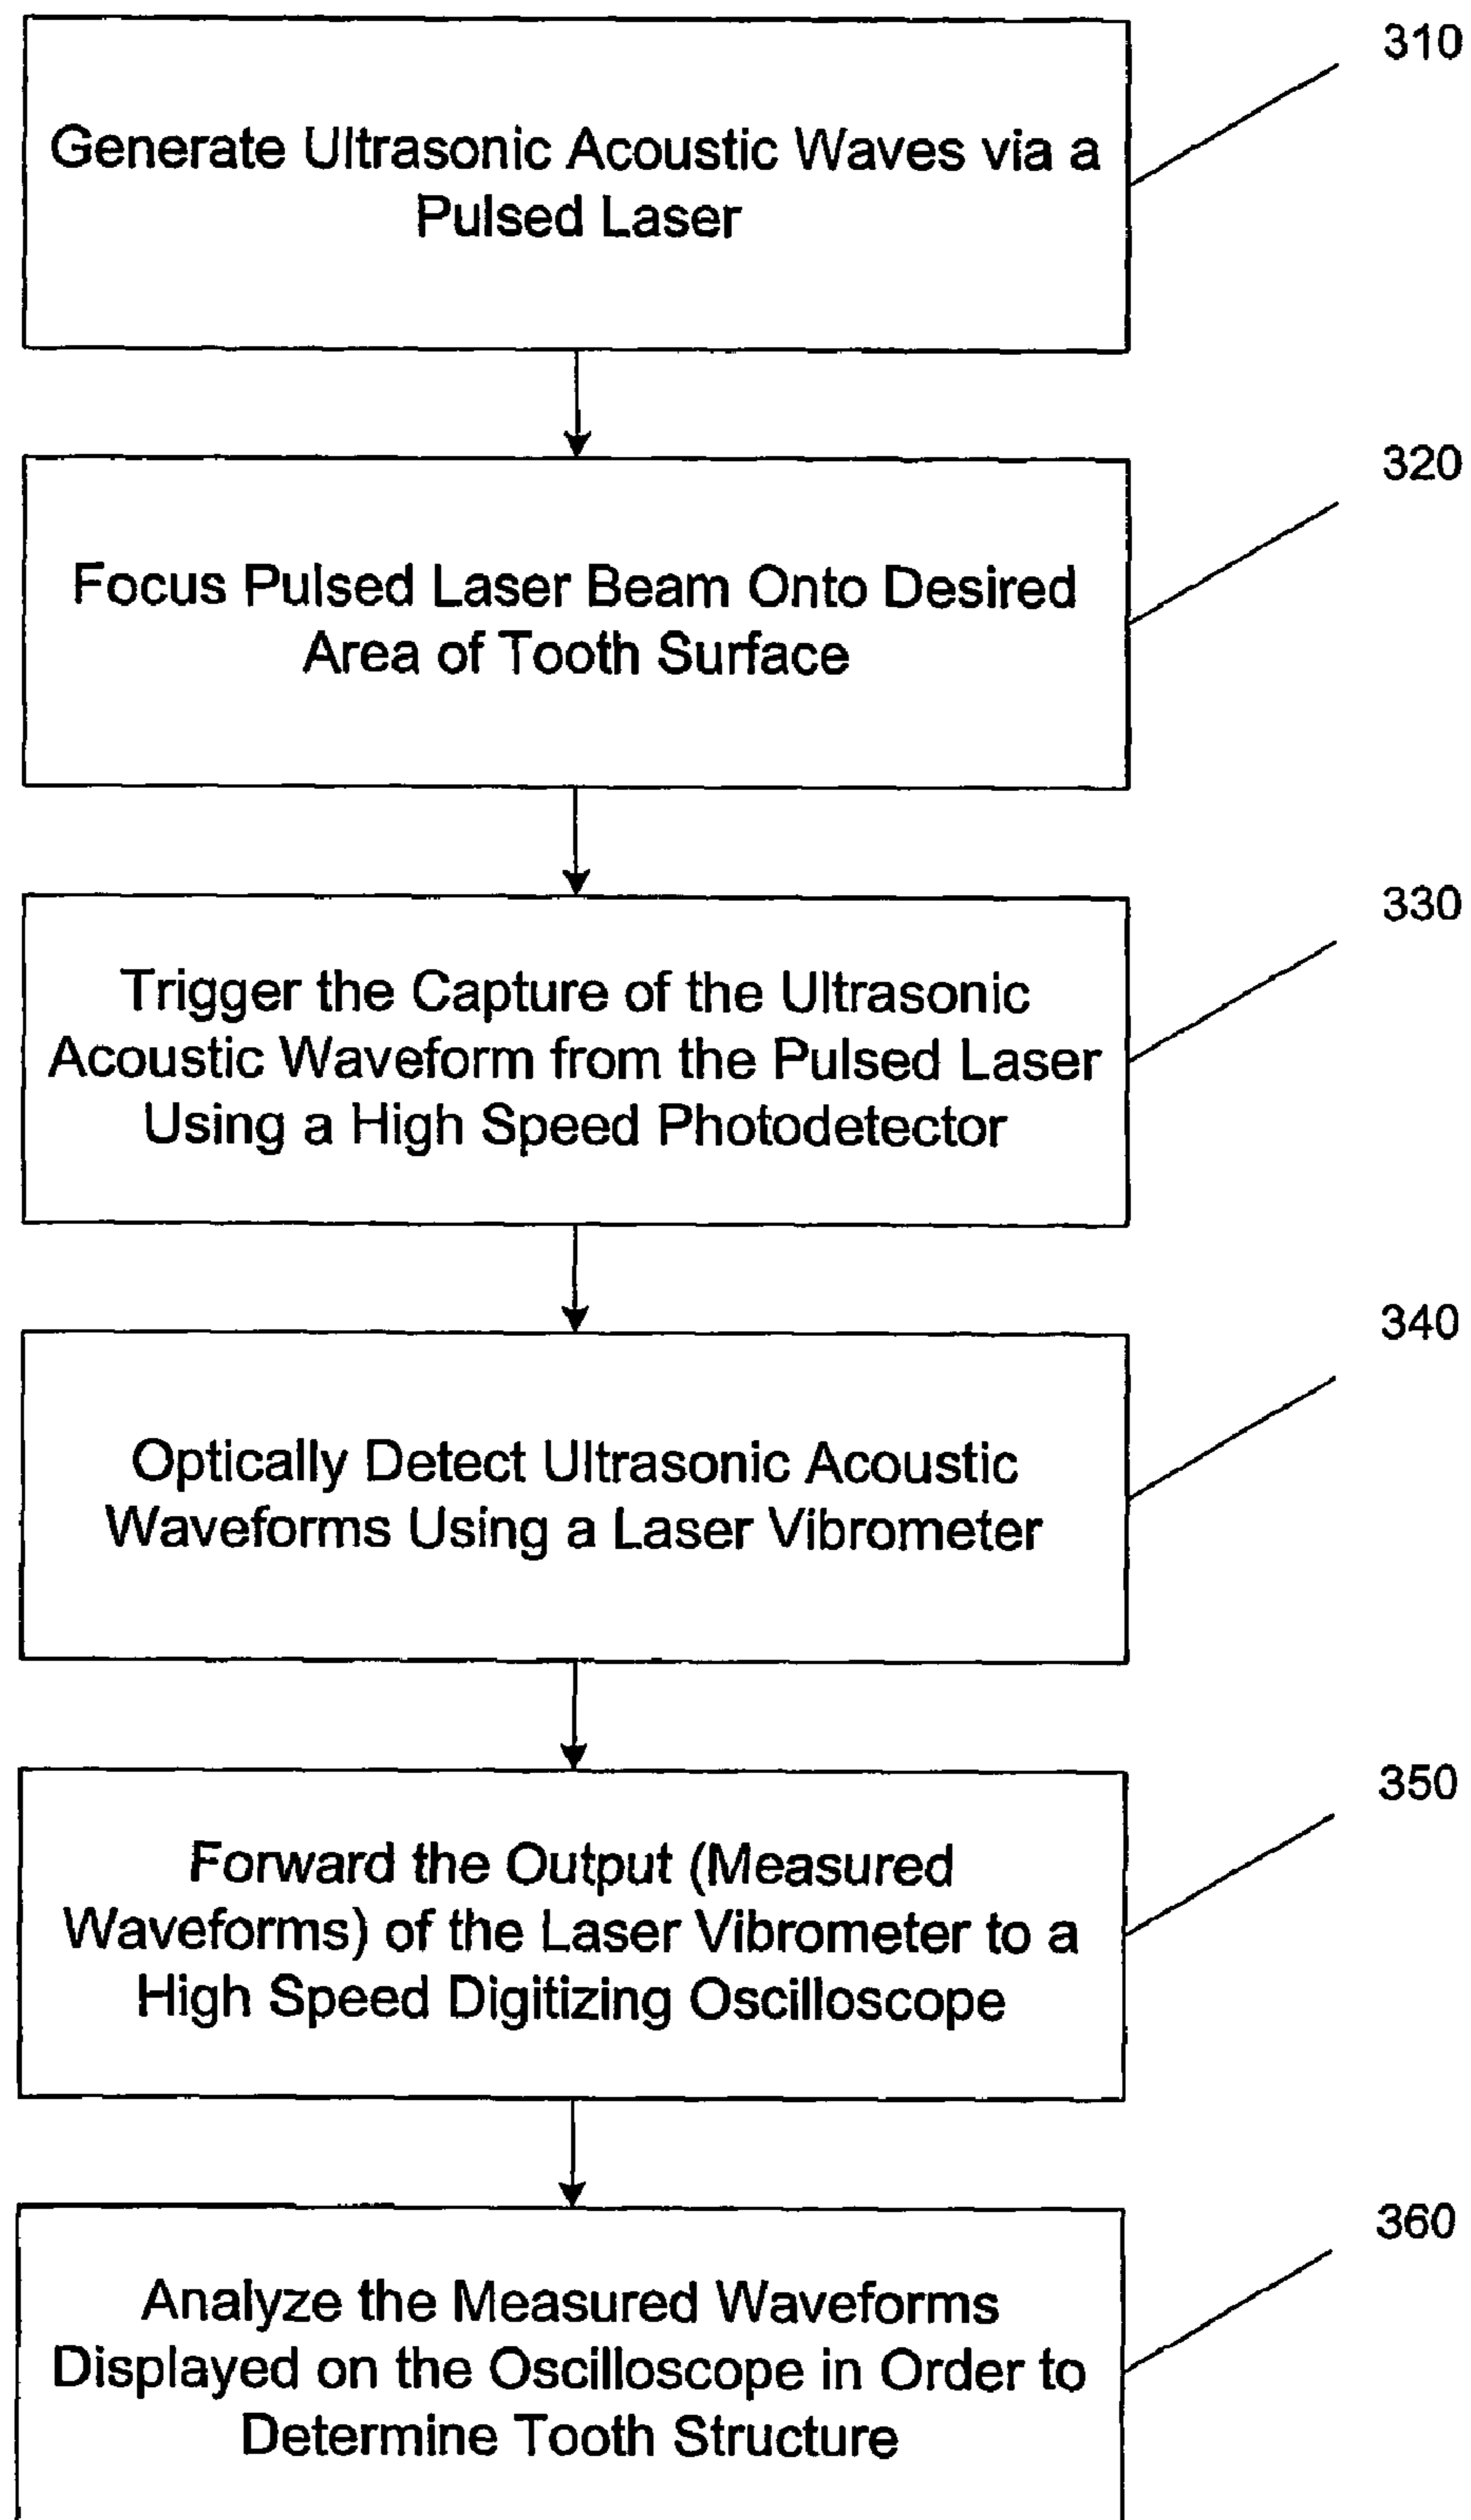 310
Generate Ultrasonic Acoustic Waves via a
Pulsed Laser
320
Focus Pulsed Laser Beam Onto Desired
Area of Tooth Surface
330
Trigger the Capture of the Ultrasonic
Acoustic Waveform from the Pulsed Laser
Using a High Speed Photodetector
340
Optically Detect Ultrasonic Acoustic
Waveforms Using a Laser Vibrometer
350
Forward the Output (Measured
Waveforms) of the Laser Vibrometer to a
High Speed Digitizing Oscilloscope
360
Analyze the Measured Waveforms
Displayed on the Oscilloscope in Order to
Determine Tooth Structure